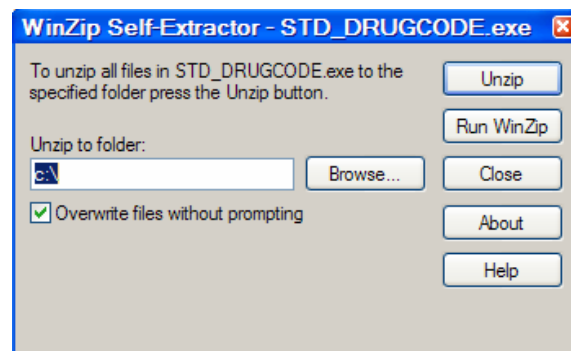 WinZip Self-Extractor - STD_DRUGCODE.exe
To unzip all files in STD_DRUGCODE.exe to the
specified folder press the Unzip button.
Unzip to folder:
c:\
Browse...
Overwrite files without prompting
Unzip
Run WinZip
Close
About
Help